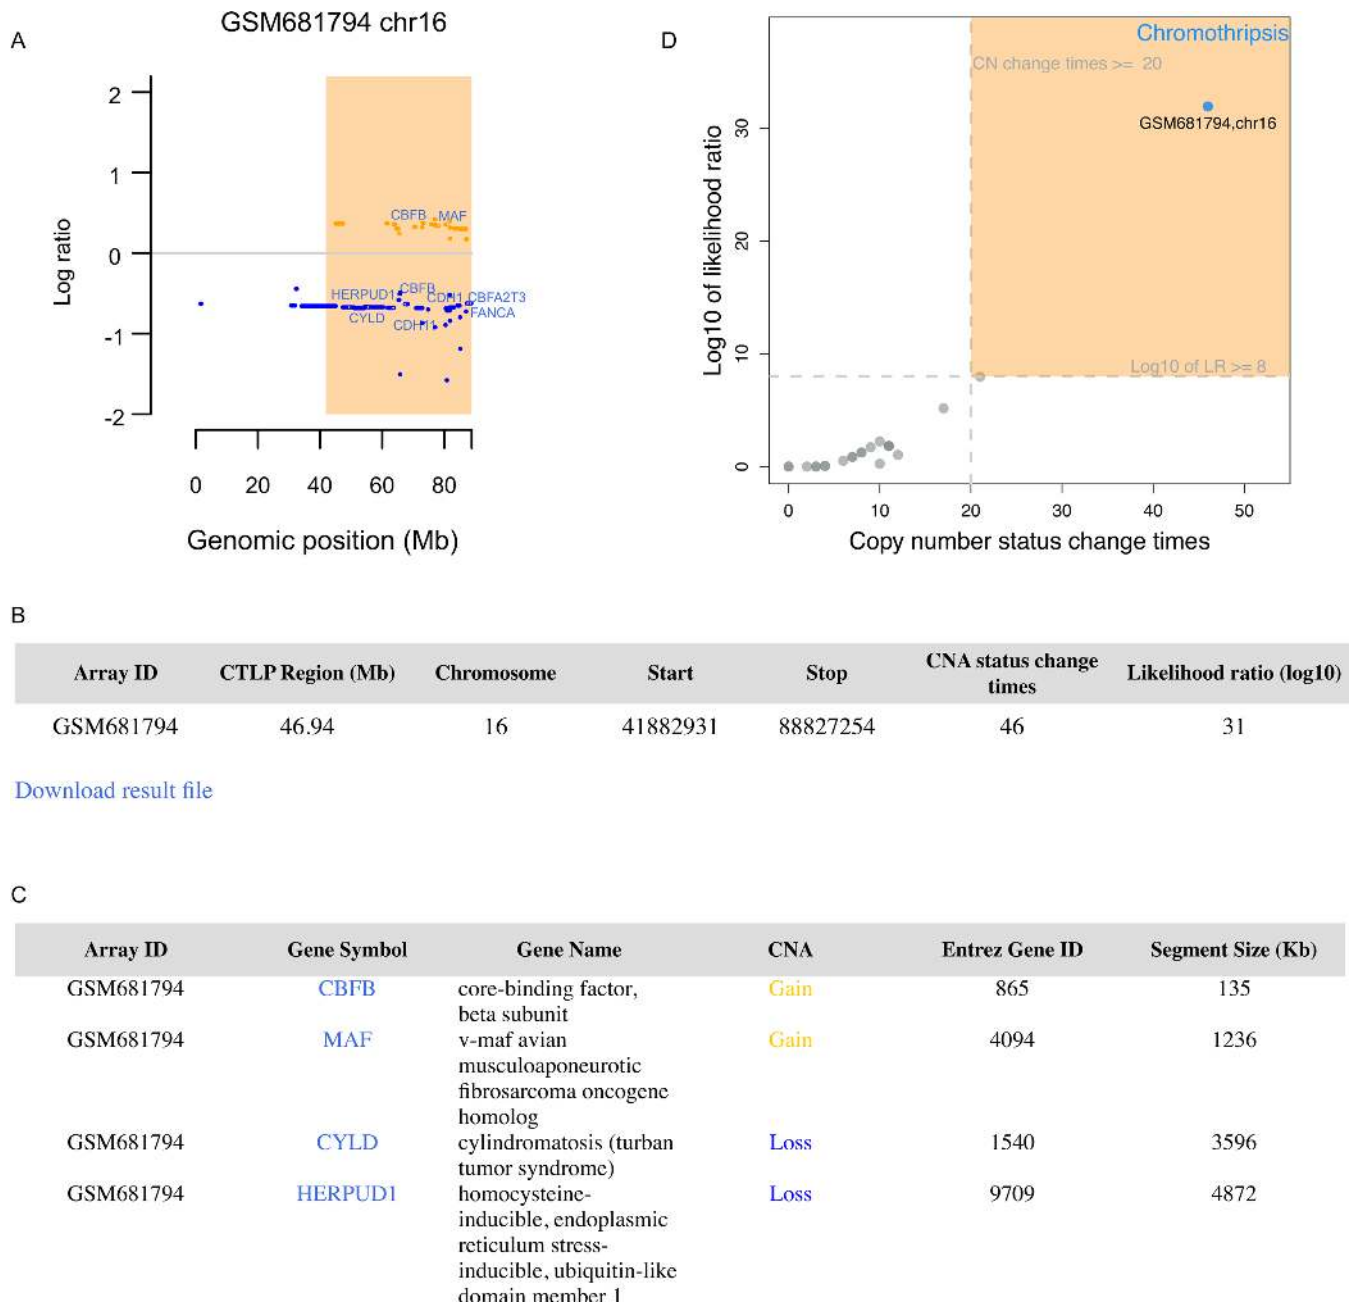 A
GSM681794 chr16
Log ratio
2
1
0
-1
-2
CBFB
MAF
HERPUD1
CBFB
CDH1
CBFA2T3
CYLD
CDH11
FANCA
0
20
40
60
80
Genomic position (Mb)
D
Chromothripsis
CN change times >= 20
GSM681794,chr16
Log10 of LR >= 8
Log10 of likelihood ratio
30
20
10
0
0
10
20
30
40
50
Copy number status change times
B
Array ID CTLP Region (Mb) Chromosome Start Stop CNA status change times Likelihood ratio (log10)
GSM681794 46.94 16 41882931 88827254 46 31
Download result file
C
Array ID Gene Symbol Gene Name CNA Entrez Gene ID Segment Size (Kb)
GSM681794 CBFB core-binding factor, Gain 865 135
beta subunit
GSM681794 MAF v-maf avian Gain 4094 1236
musculoaponeurotic
fibrosarcoma oncogene
homolog
GSM681794 CYLD cylindromatosis (turban Loss 1540 3596
tumor syndrome)
GSM681794 HERPUD1 homocysteine- Loss 9709 4872
inducible, endoplasmic
reticulum stress-
inducible, ubiquitin-like
domain member 1